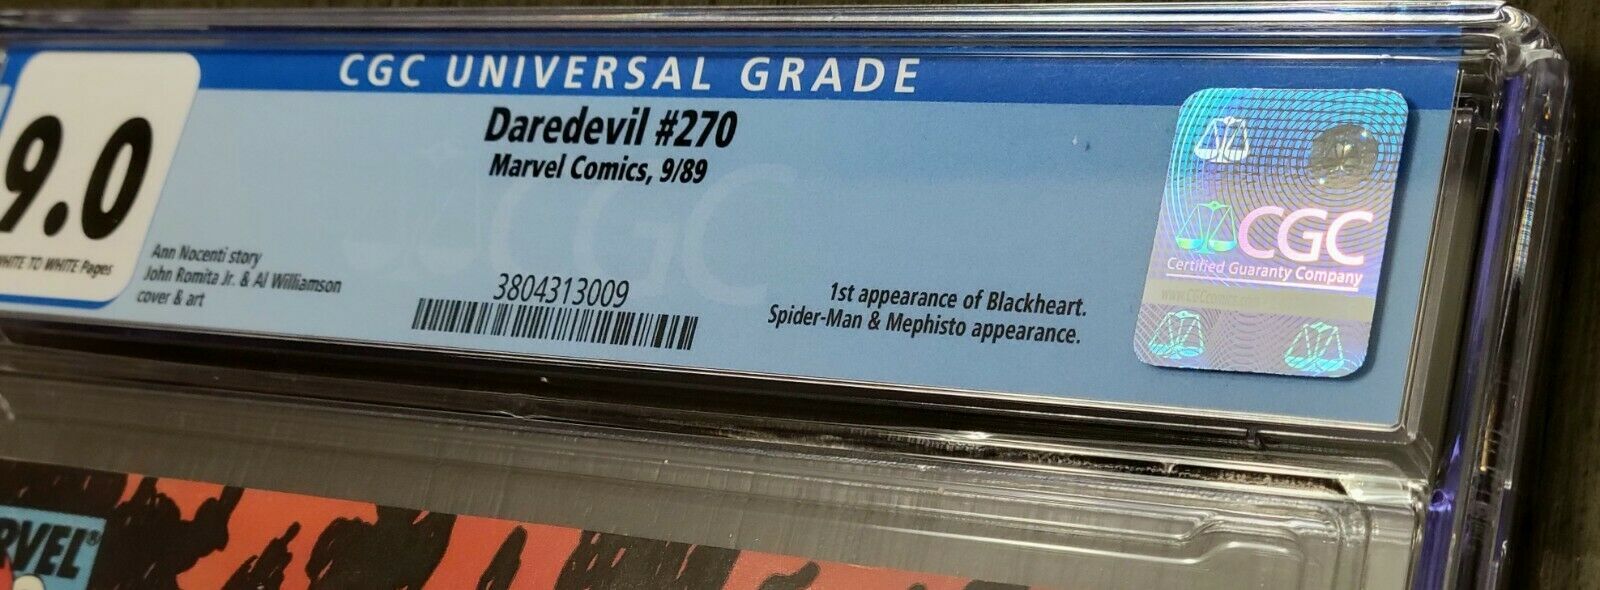 CGC UNIVERSAL GRADE
9.0
WHITE TO WHITE Pages
Daredevil #270
Marvel Comics, 9/89
Ann Nocenti story
John Romita Jr. & Al Williamson
cover & art
3804313009
1st appearance of Blackheart.
Spider-Man & Mephisto appearance.
CGC
CGC
Certified Guaranty Company
RVEL®